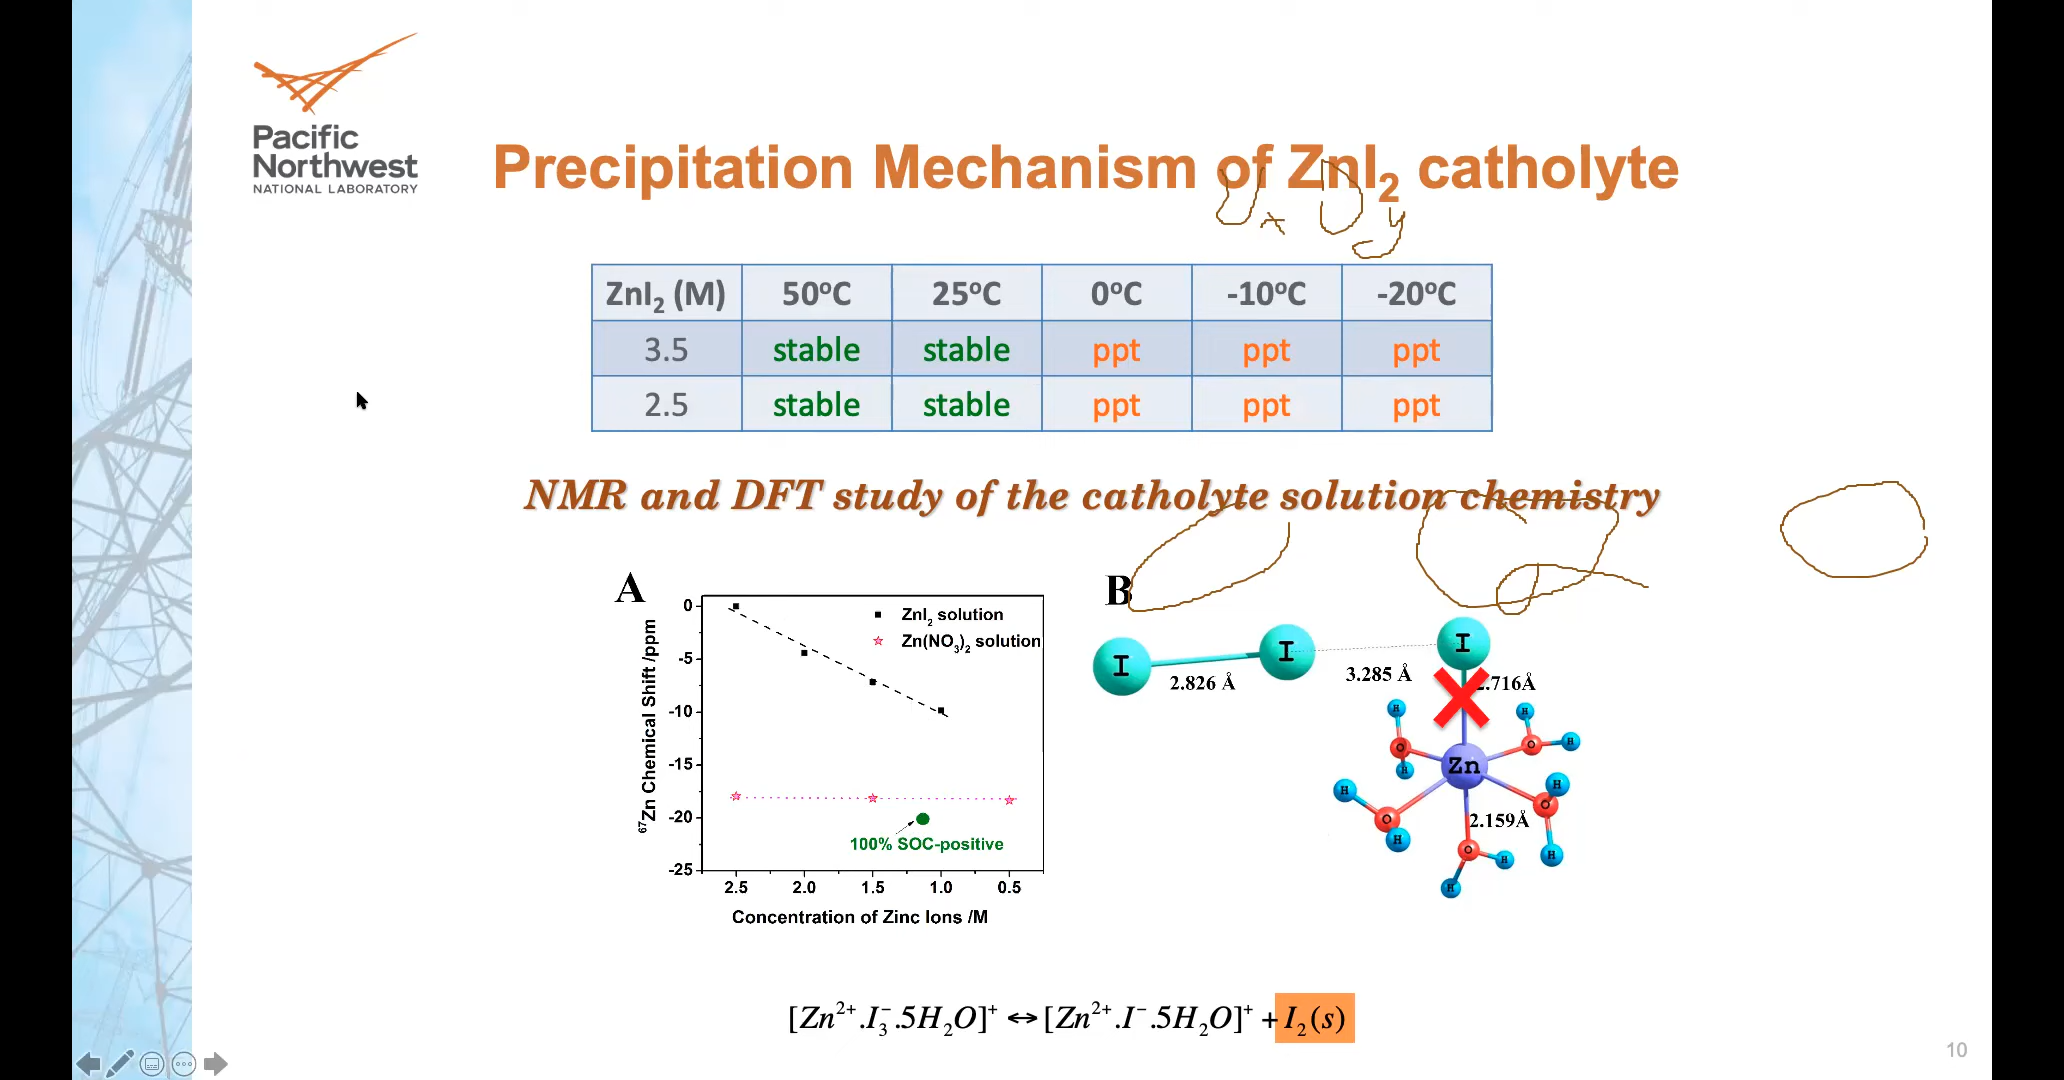 Pacific
Northwest
NATIONAL LABORATORY
Precipitation Mechanism of ZnI₂ catholyte
ZnI₂ (M) 50°C 25°C 0°C -10°C -20°C
3.5 stable stable ppt ppt ppt
2.5 stable stable ppt ppt ppt
NMR and DFT study of the catholyte solution chemistry
A
⁶⁷Zn Chemical Shift /ppm
0
-5
-10
-15
-20
-25
ZnI₂ solution
Zn(NO₃)₂ solution
100% SOC-positive
2.5 2.0 1.5 1.0 0.5
Concentration of Zinc Ions /M
B
I I I
2.826 Å
3.285 Å
.716Å
H H
O O H
H
Zn
H H
O O
H
2.159Å
H
O H
H
[Zn²⁺.I₃⁻.5H₂O]⁺ ↔ [Zn²⁺.I⁻.5H₂O]⁺ + I₂(s)
10